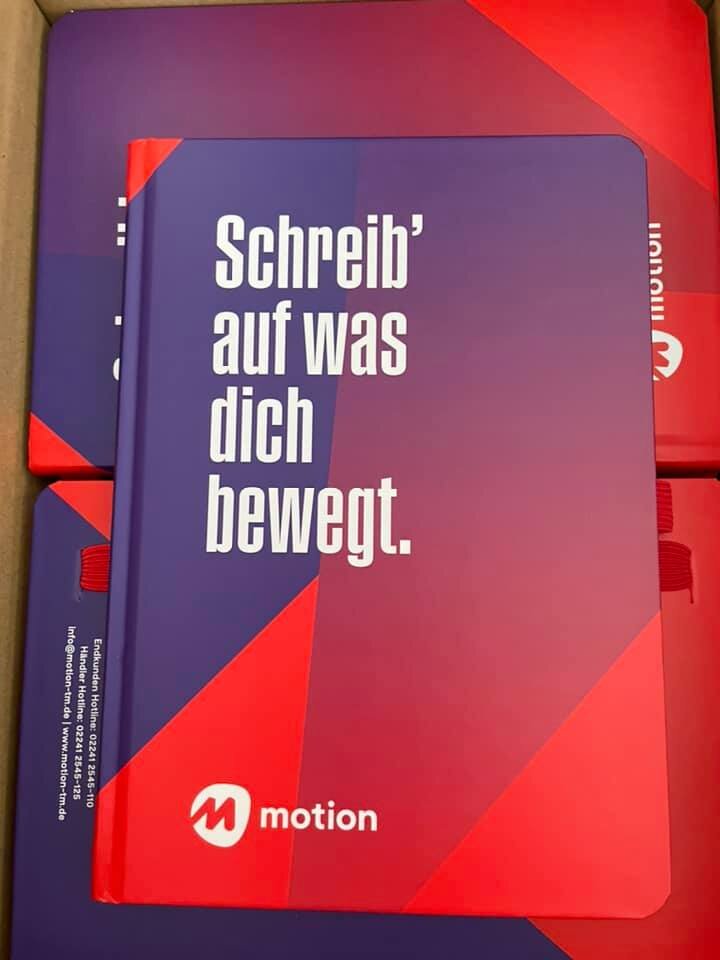 Schreib’
auf was
dich
bewegt.
motion
motion
Endkunden Hotline: 02241 2545-110
Händler Hotline: 02241 2545-125
info@motion-tm.de | www.motion-tm.de